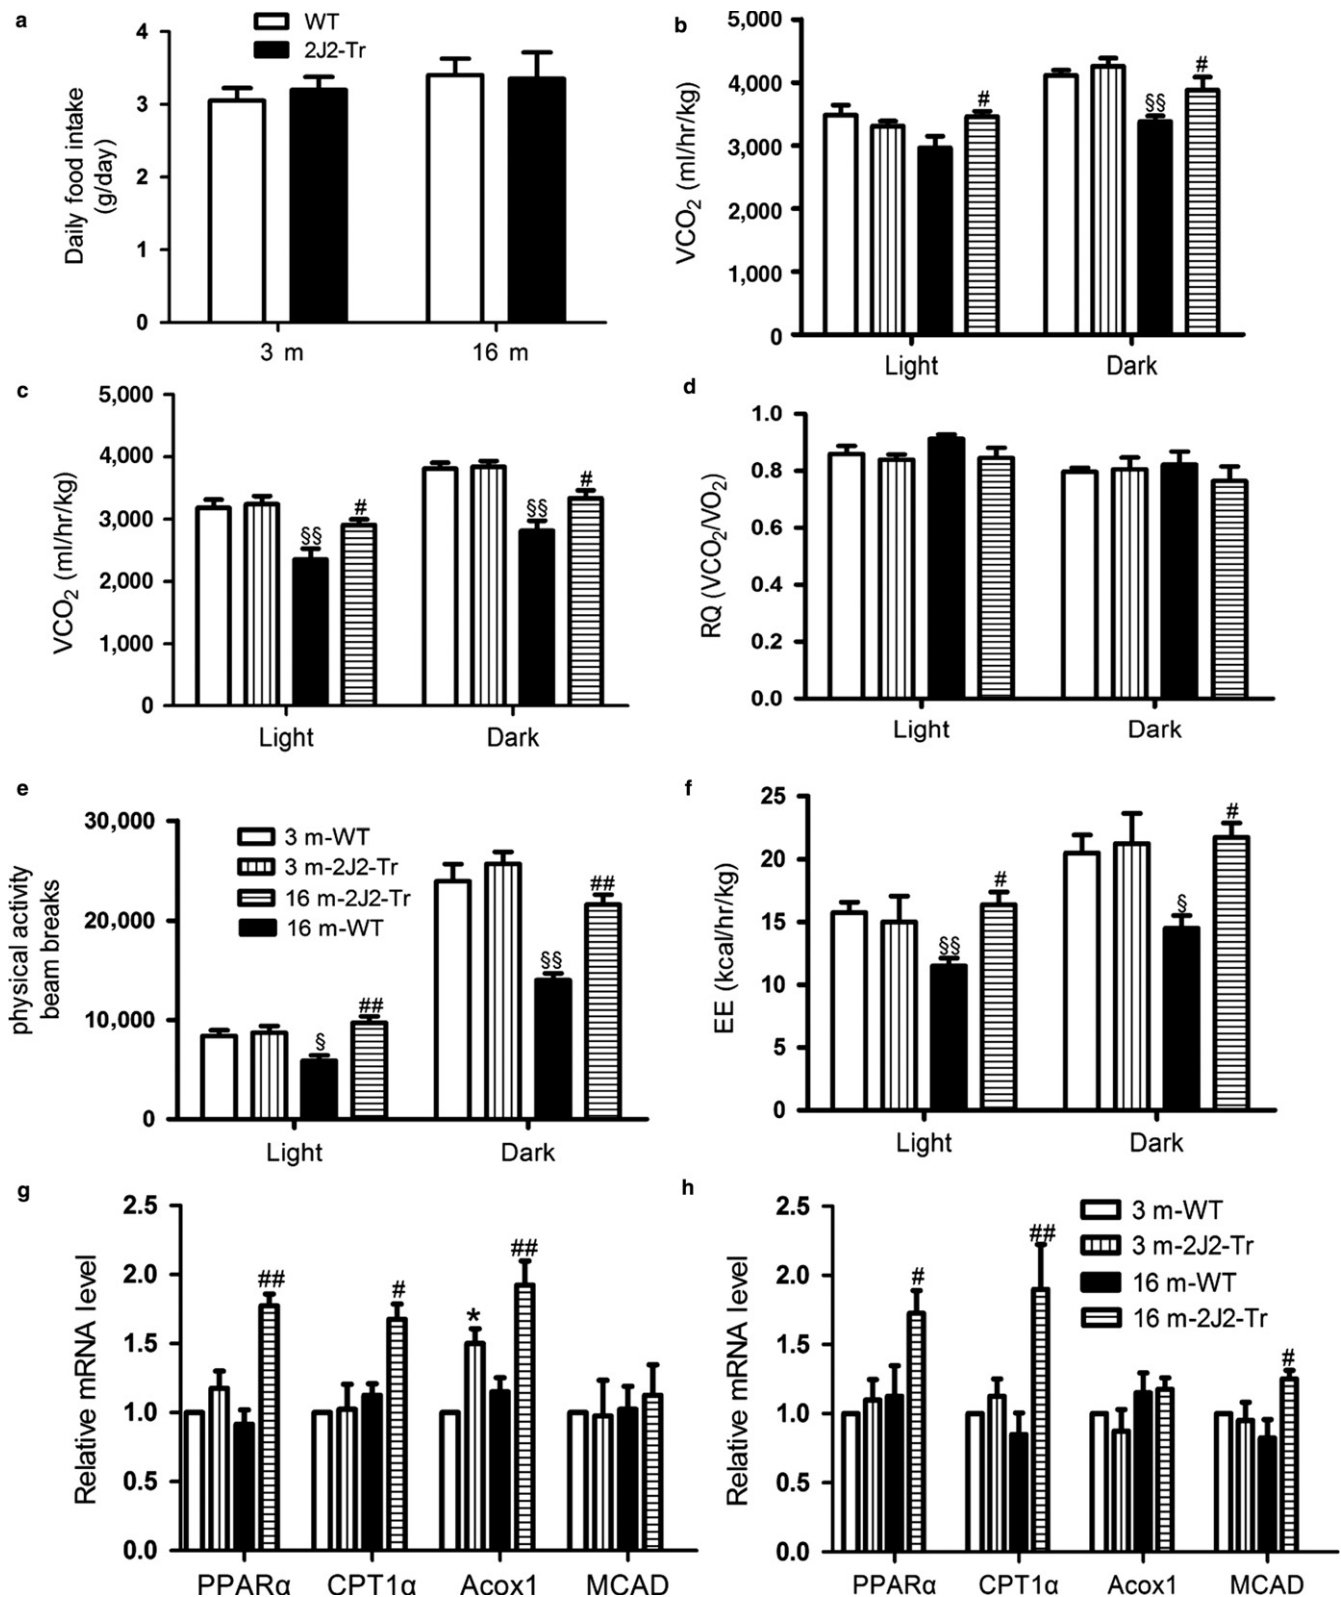 a
WT
2J2-Tr
Daily food intake
(g/day)
4
3
2
1
0
3 m
16 m
b
VCO2 (ml/hr/kg)
5,000
4,000
3,000
2,000
1,000
0
#
§§
#
Light
Dark
c
VCO2 (ml/hr/kg)
5,000
4,000
3,000
2,000
1,000
0
§§
#
§§
#
Light
Dark
d
RQ (VCO2/VO2)
1.0
0.8
0.6
0.4
0.2
0.0
Light
Dark
e
physical activity
beam breaks
30,000
20,000
10,000
0
3 m-WT
3 m-2J2-Tr
16 m-2J2-Tr
16 m-WT
§
##
§§
##
Light
Dark
f
EE (kcal/hr/kg)
25
20
15
10
5
0
§§
#
§
#
Light
Dark
g
Relative mRNA level
2.5
2.0
1.5
1.0
0.5
0.0
##
#
*
##
PPARα
CPT1α
Acox1
MCAD
h
Relative mRNA level
2.5
2.0
1.5
1.0
0.5
0.0
3 m-WT
3 m-2J2-Tr
16 m-WT
16 m-2J2-Tr
#
##
#
PPARα
CPT1α
Acox1
MCAD